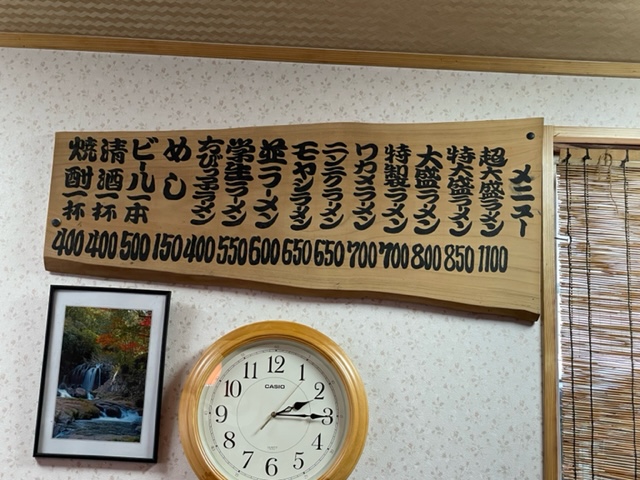 メニュー
超大盛ラーメン 1100
特大盛ラーメン 850
大盛ラーメン 800
特製ラーメン 700
ワカメラーメン 700
ニンニクラーメン 650
モヤシラーメン 650
並ラーメン 600
学生ラーメン 550
ちびっ子ラーメン 400
めし 150
ビール一本 500
清酒一杯 400
焼酎一杯 400
CASIO
12
1
2
3
4
5
6
7
8
9
10
11